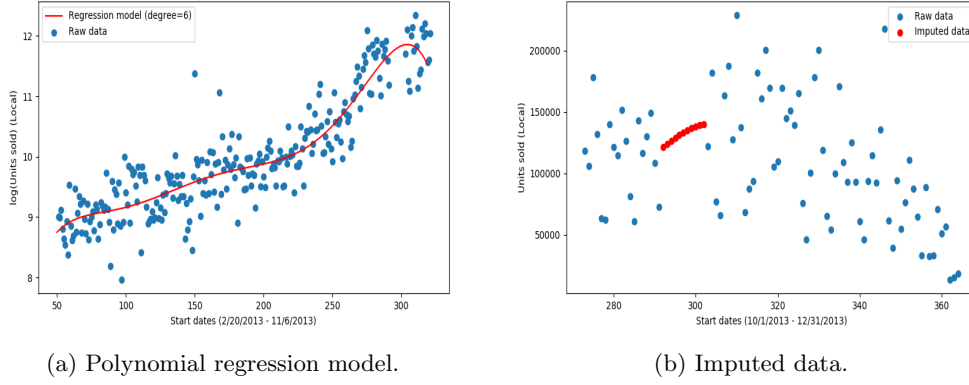 Regression model (degree=6)
Raw data
12
11
10
9
8
log(Units sold) (Local)
50
100
150
200
250
300
Start dates (2/20/2013 - 11/6/2013)
(a) Polynomial regression model.
Raw data
Imputed data
200000
150000
100000
50000
Units sold (Local)
280
300
320
340
360
Start dates (10/1/2013 - 12/31/2013)
(b) Imputed data.